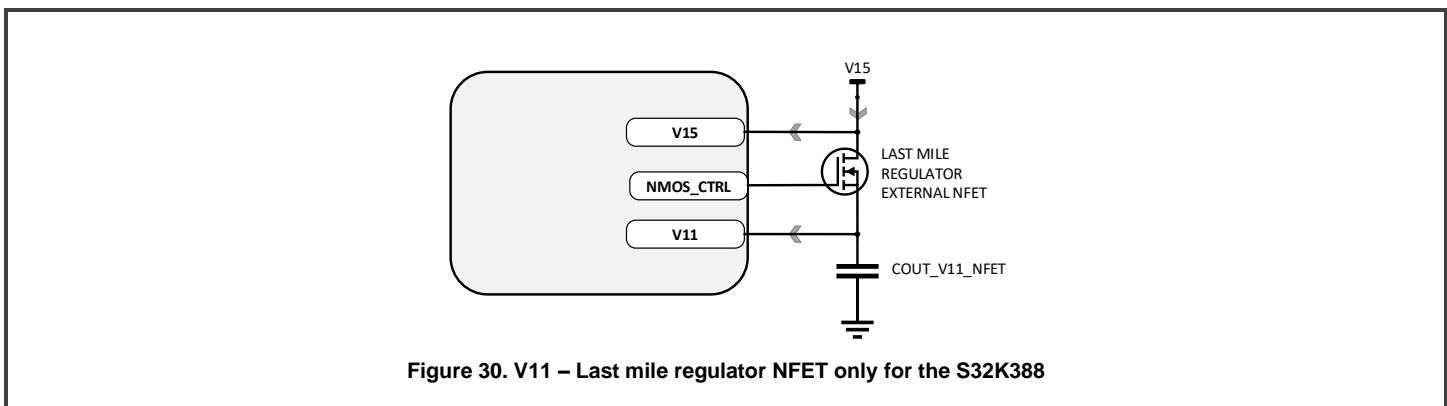 V15
V15
LAST MILE
REGULATOR
EXTERNAL NFET
NMOS_CTRL
V11
COUT_V11_NFET
Figure 30. V11 – Last mile regulator NFET only for the S32K388